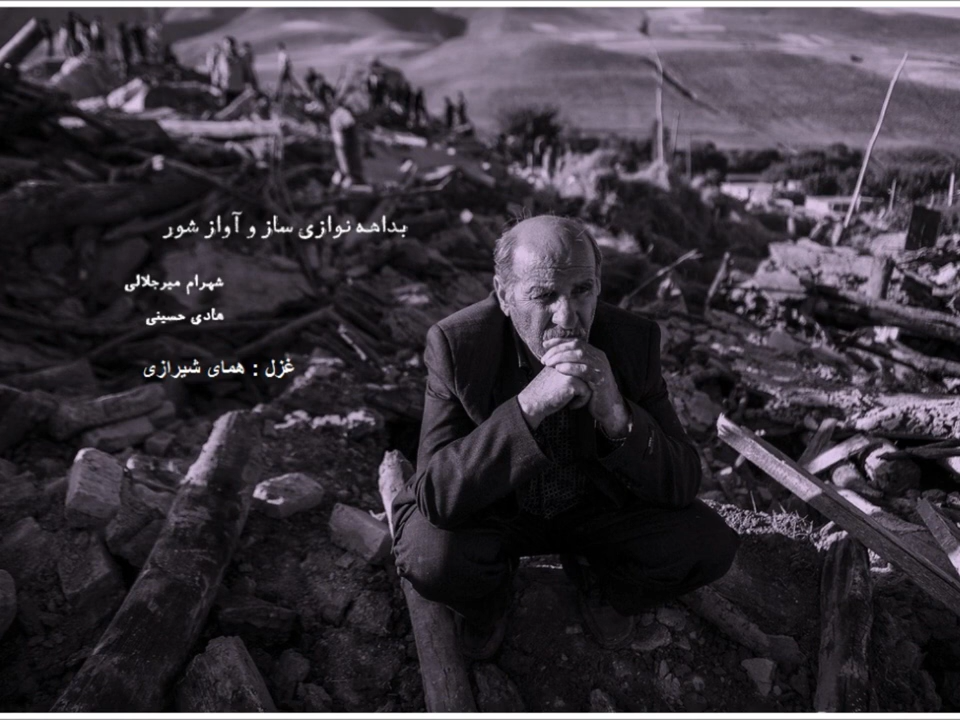 بداهه نوازی ساز و آواز شور
شهرام میرجلالی
هادی حسینی
غزل : همای شیرازی